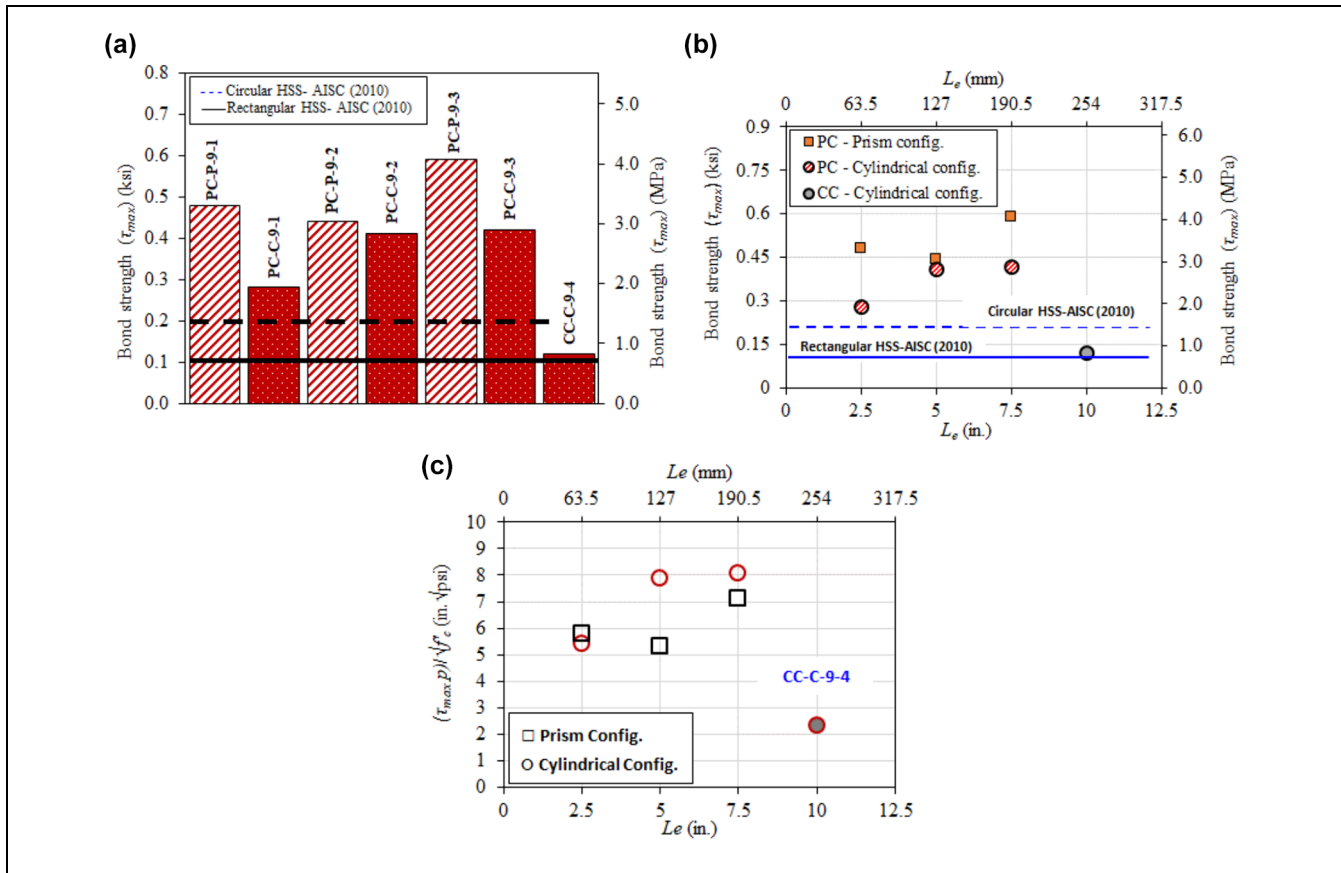 (a)
0.8
0.7
0.6
0.5
0.4
0.3
0.2
0.1
0.0
Bond strength (τmax) (ksi)
Circular HSS- AISC (2010)
Rectangular HSS- AISC (2010)
PC-P-9-1
PC-C-9-1
PC-P-9-2
PC-C-9-2
PC-P-9-3
PC-C-9-3
CC-C-9-4
5.0
4.0
3.0
2.0
1.0
0.0
Bond strength (τmax) (MPa)
(b)
Le (mm)
0 63.5 127 190.5 254 317.5
0.9
0.75
0.6
0.45
0.3
0.15
0
Bond strength (τmax) (ksi)
PC - Prism config.
PC - Cylindrical config.
CC - Cylindrical config.
Circular HSS-AISC (2010)
Rectangular HSS-AISC (2010)
6.0
5.0
4.0
3.0
2.0
1.0
0.0
Bond strength (τmax) (MPa)
0 2.5 5 7.5 10 12.5
Le (in.)
(c)
Le (mm)
0 63.5 127 190.5 254 317.5
10
9
8
7
6
5
4
3
2
1
0
(τmax p)/√f'c (in. √psi)
CC-C-9-4
Prism Config.
Cylindrical Config.
0 2.5 5 7.5 10 12.5
Le (in.)